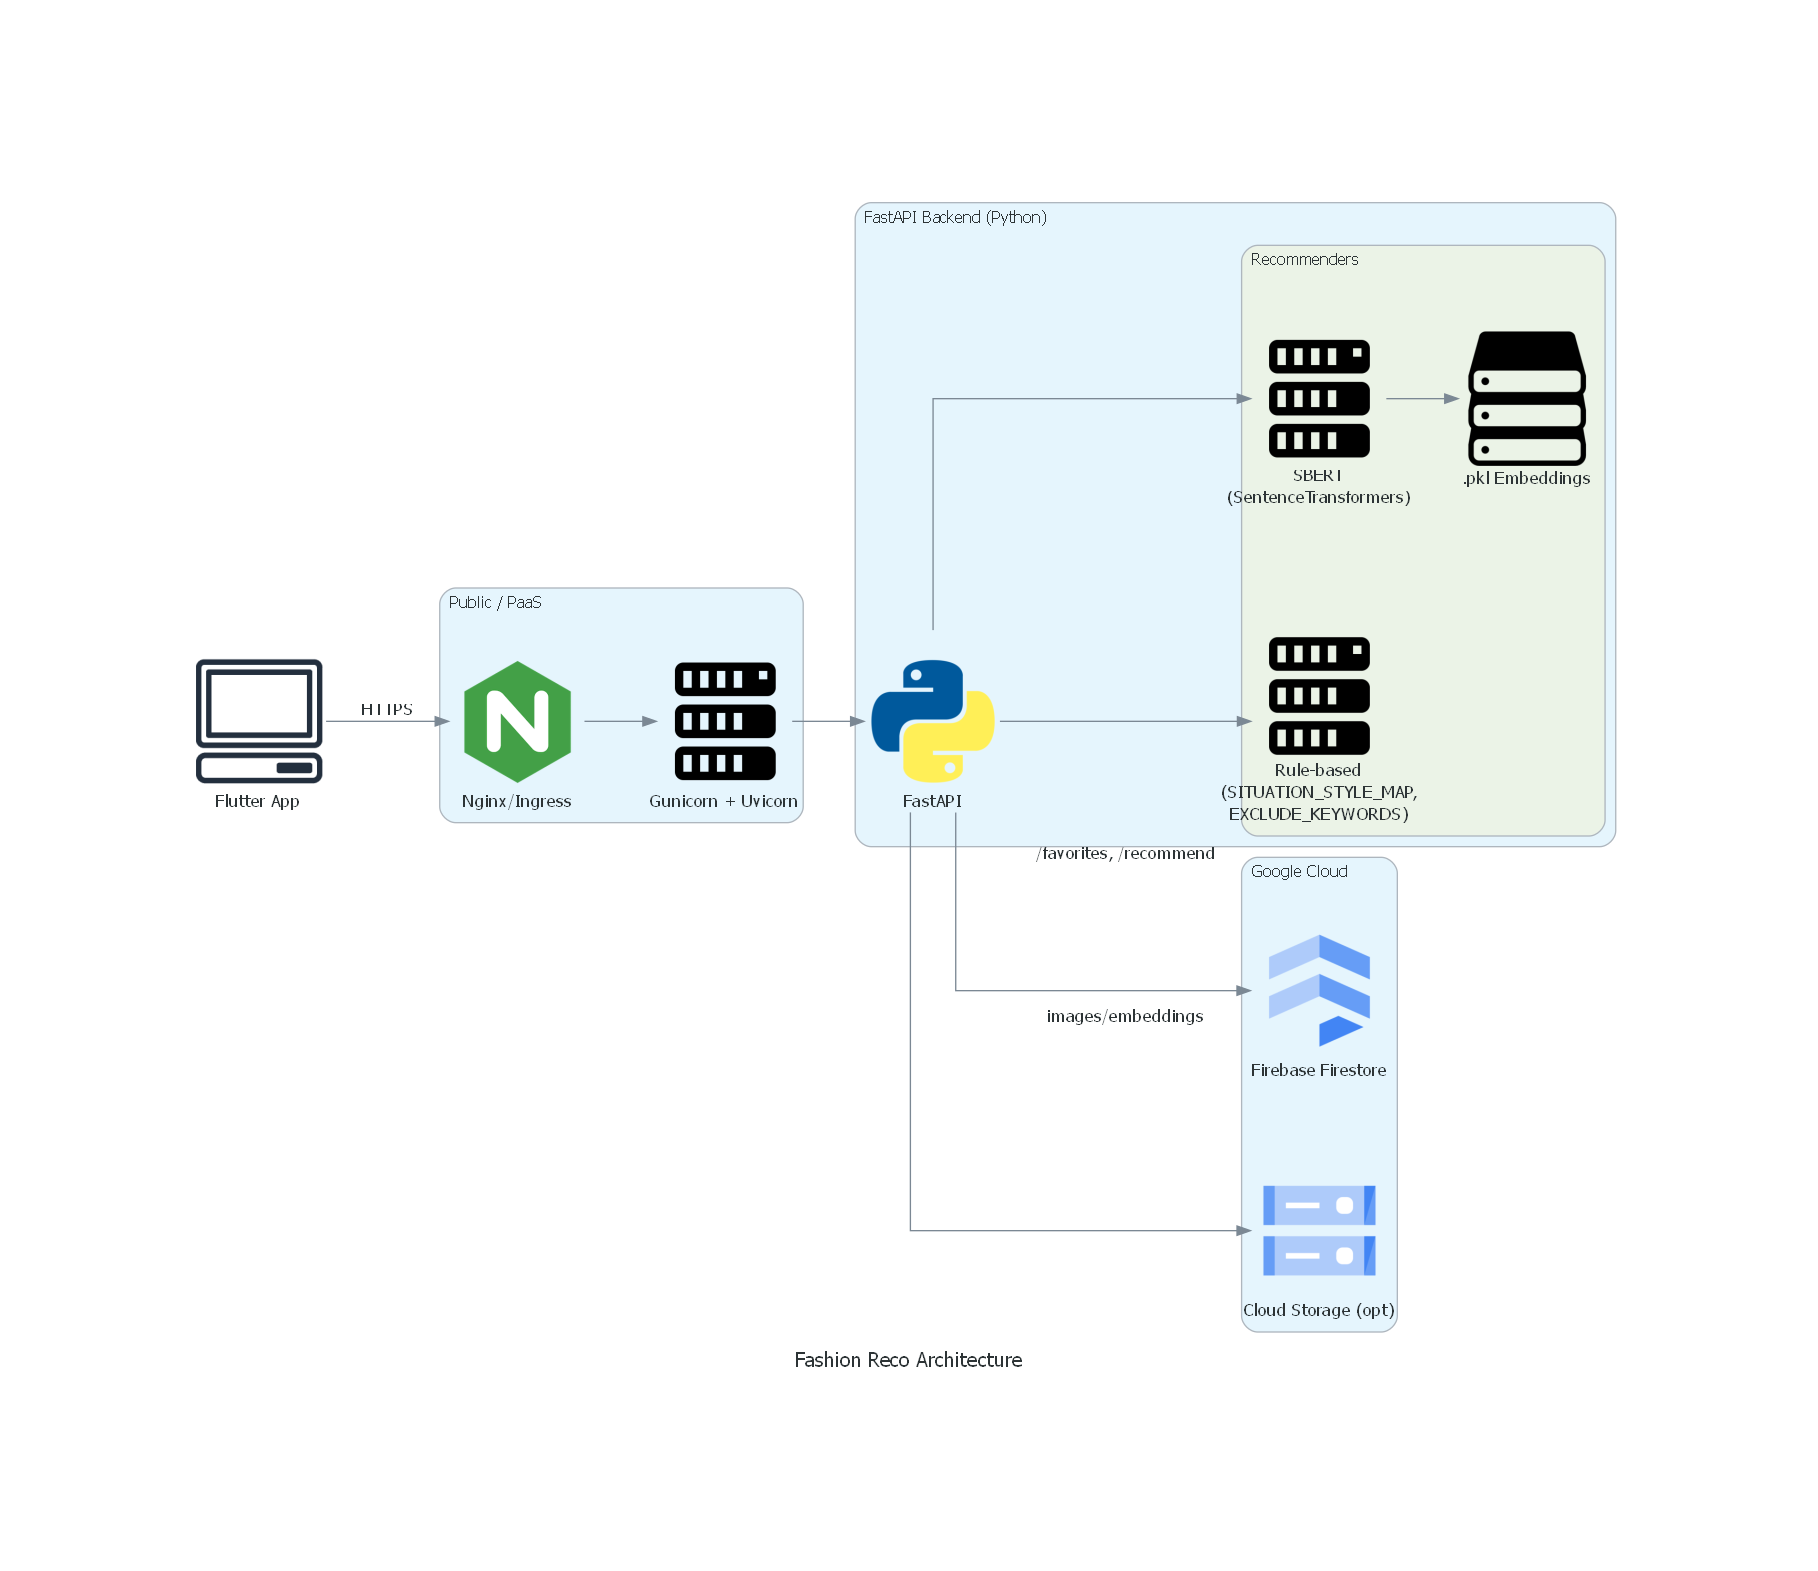 FastAPI Backend (Python)
Recommenders
SBERT
(SentenceTransformers)
.pkl Embeddings
Public / PaaS
HTTPS
Flutter App
Nginx/Ingress
Gunicorn + Uvicorn
FastAPI
Rule-based
(SITUATION_STYLE_MAP,
EXCLUDE_KEYWORDS)
/favorites, /recommend
Google Cloud
images/embeddings
Firebase Firestore
Cloud Storage (opt)
Fashion Reco Architecture